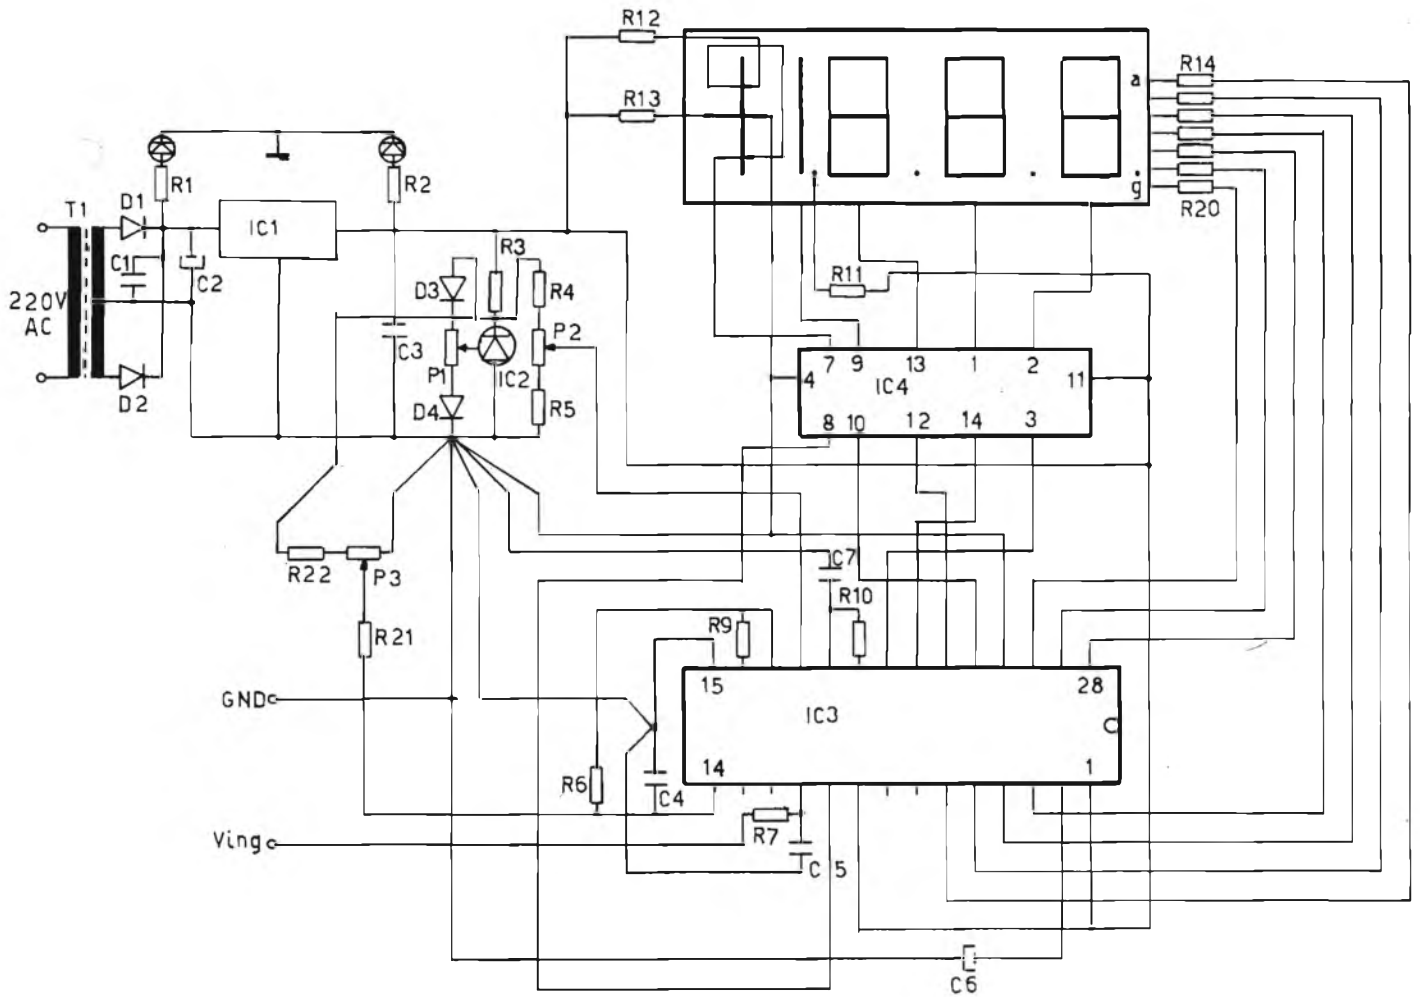 R12
R13
a
R14
g
R20
R1
R2
T1
D1
IC1
C1
C2
220V
AC
D2
R3
D3
R4
P2
C3
P1
IC2
D4
R5
R11
7 9 13 1 2
4 IC4 11
8 10 12 14 3
R22
P3
R21
C7
R10
R9
GND
15 28
IC3
14 1
R6
C4
Ving
R7
C 5
C6